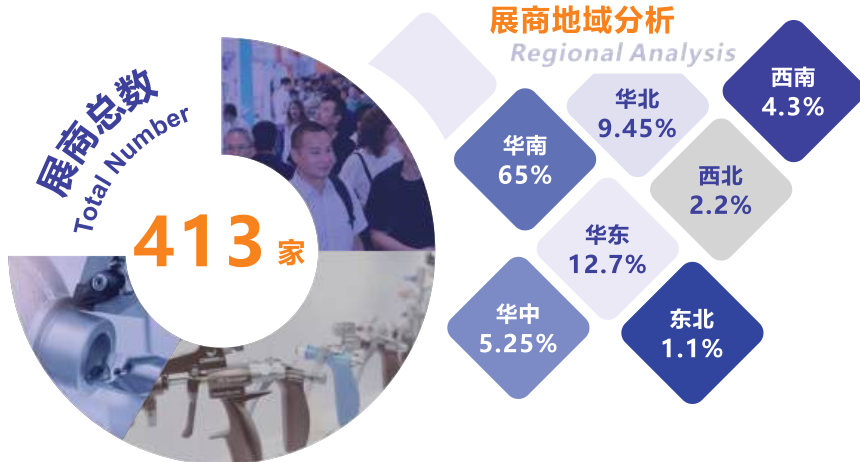 展商总数
Total Number
413 家
展商地域分析
Regional Analysis
西南
4.3%
华北
9.45%
华南
65%
西北
2.2%
华东
12.7%
华中
5.25%
东北
1.1%